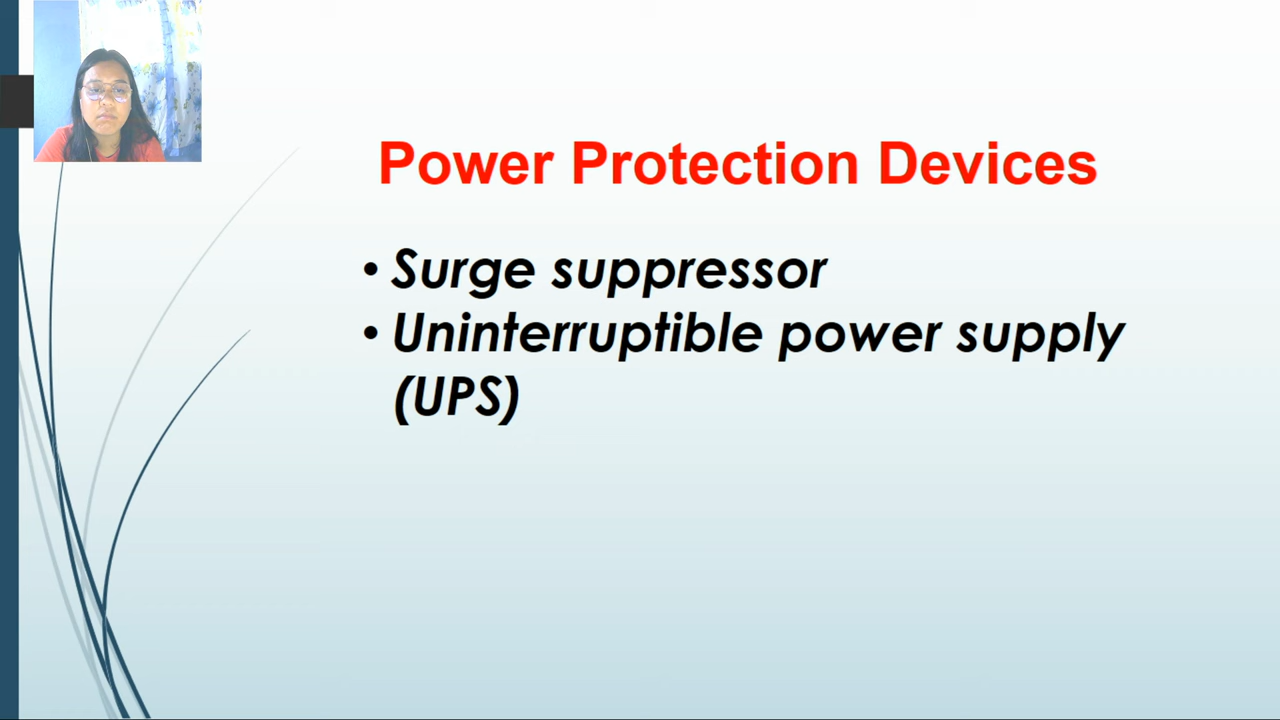 Power Protection Devices
• Surge suppressor
• Uninterruptible power supply
(UPS)